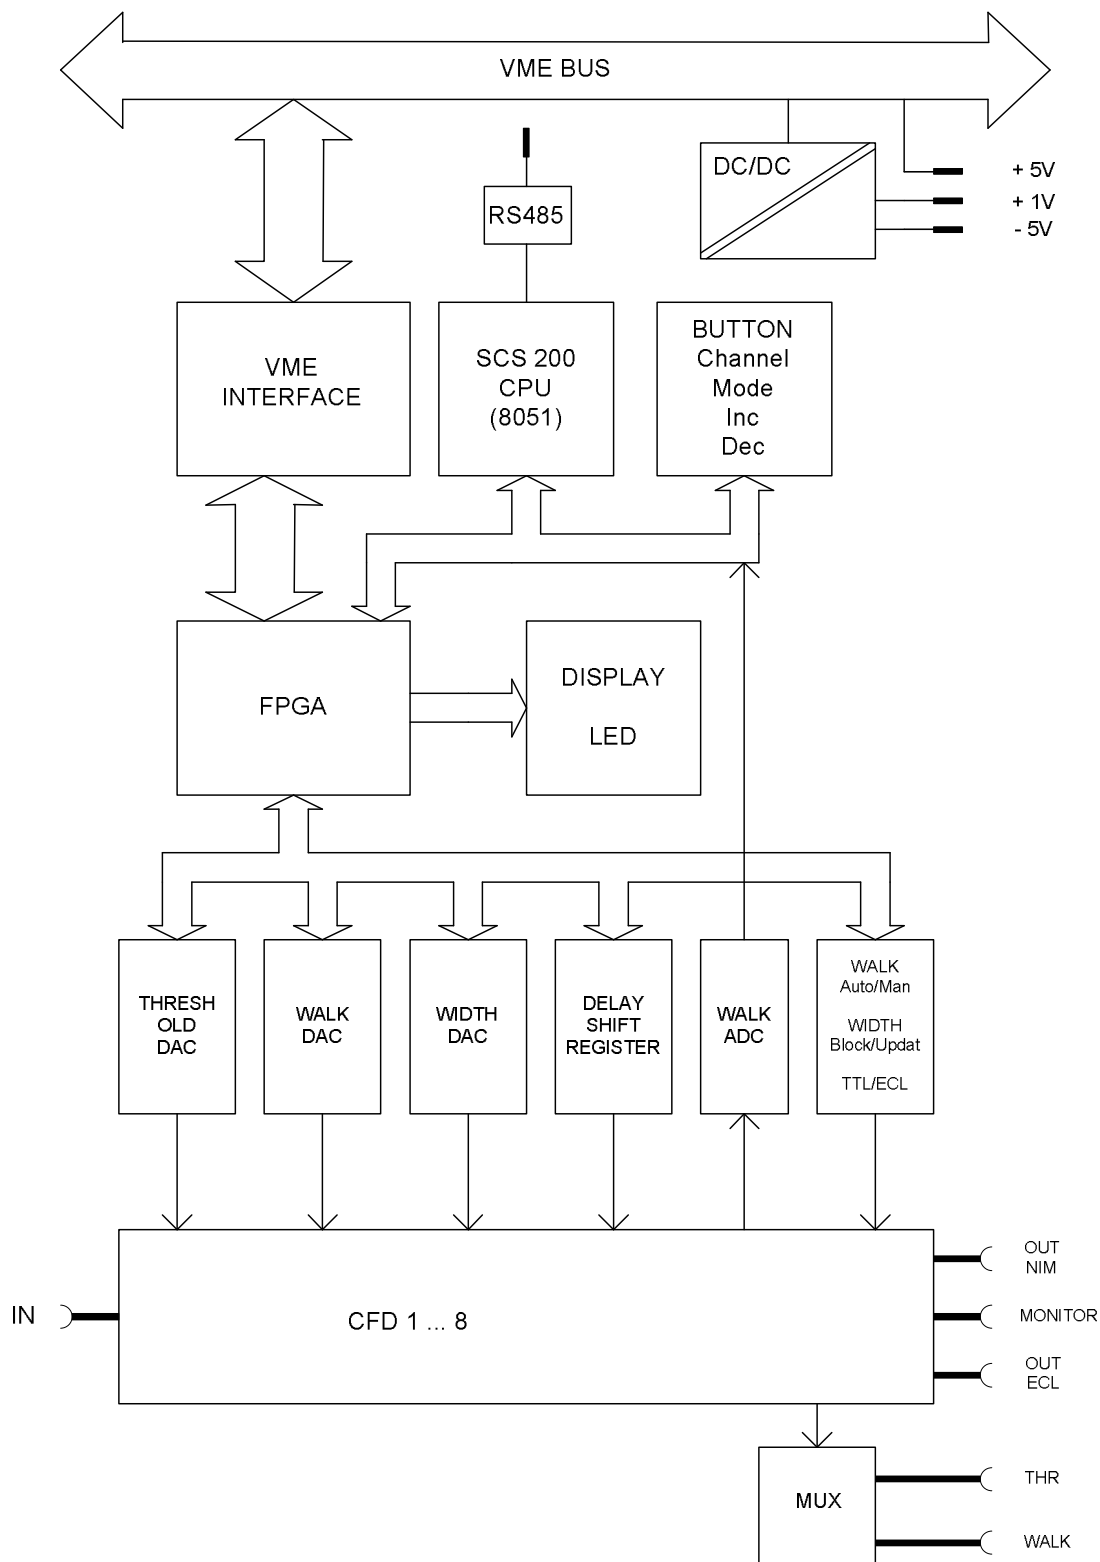 VME BUS
DC/DC
+ 5V
+ 1V
- 5V
RS485
VME
INTERFACE
SCS 200
CPU
(8051)
BUTTON
Channel
Mode
Inc
Dec
FPGA
DISPLAY
LED
THRESH
OLD
DAC
WALK
DAC
WIDTH
DAC
DELAY
SHIFT
REGISTER
WALK
ADC
WALK
Auto/Man
WIDTH
Block/Updat
TTL/ECL
IN
CFD 1 ... 8
OUT
NIM
MONITOR
OUT
ECL
MUX
THR
WALK